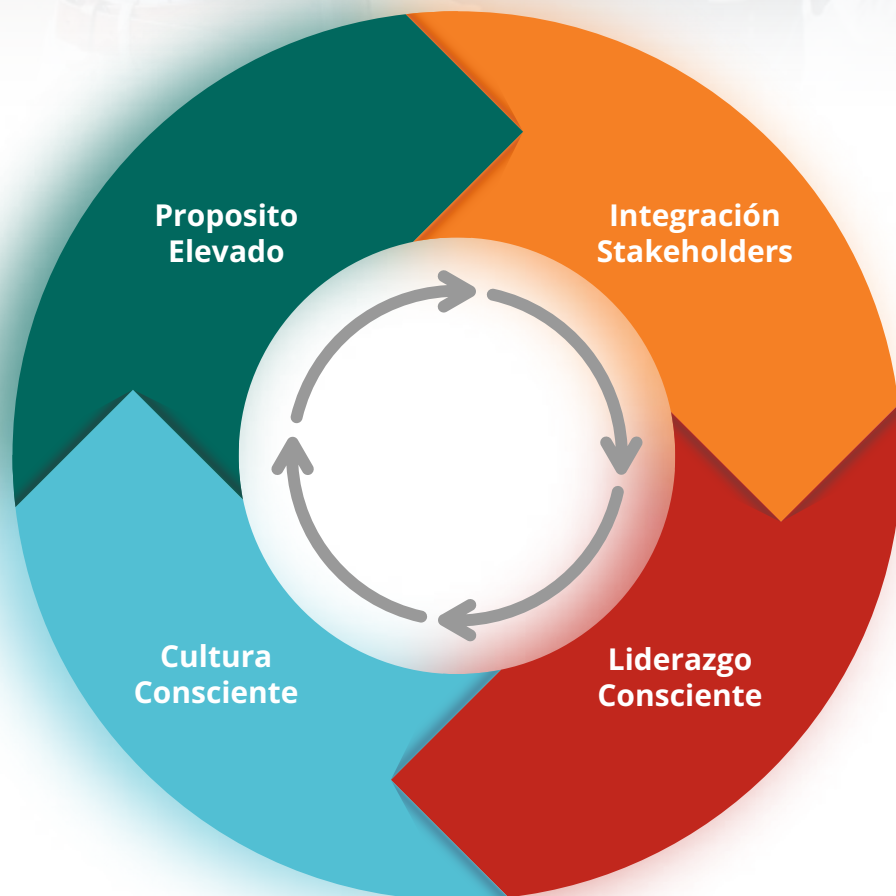 Proposito
Elevado
Integración
Stakeholders
Cultura
Consciente
Liderazgo
Consciente